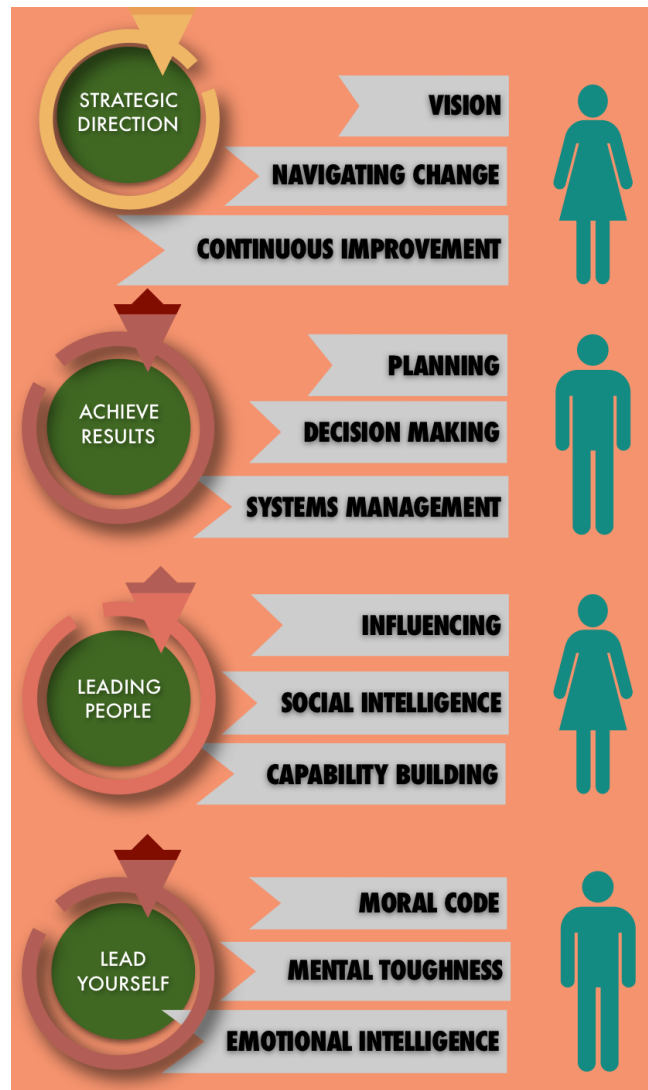 STRATEGIC
DIRECTION
VISION
NAVIGATING CHANGE
CONTINUOUS IMPROVEMENT
ACHIEVE
RESULTS
PLANNING
DECISION MAKING
SYSTEMS MANAGEMENT
LEADING
PEOPLE
INFLUENCING
SOCIAL INTELLIGENCE
CAPABILITY BUILDING
LEAD
YOURSELF
MORAL CODE
MENTAL TOUGHNESS
EMOTIONAL INTELLIGENCE